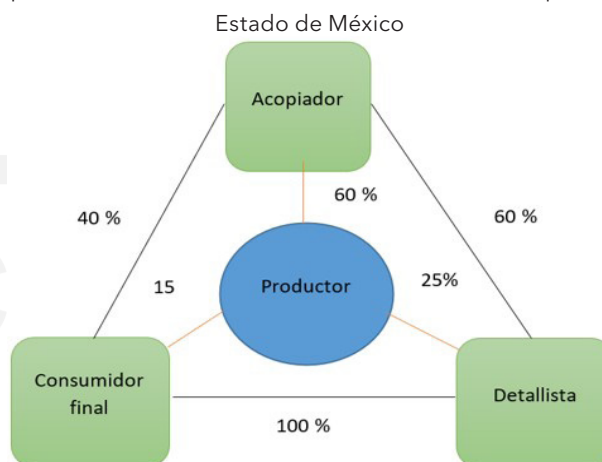 Estado de México
Acopiador
60 %
40 %
60 %
15
Productor
25%
Consumidor
final
Detallista
100 %